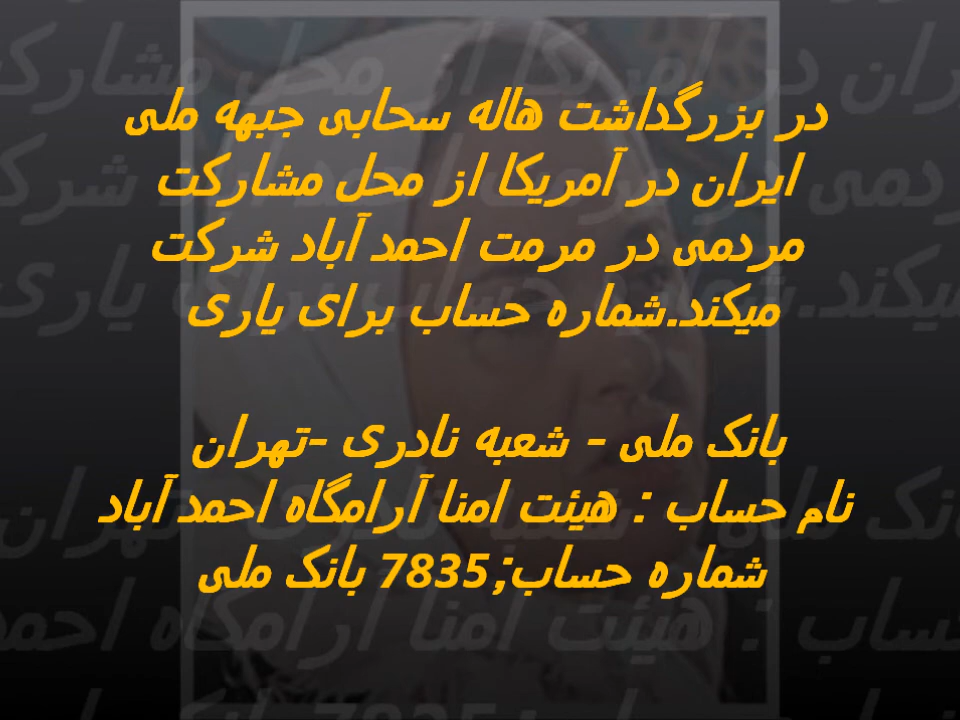 در بزرگداشت هاله سحابی جبهه ملی
ایران در آمریکا از محل مشارکت
مردمی در مرمت احمد آباد شرکت
میکند.شماره حساب برای یاری
بانک ملی - شعبه نادری -تهران
نام حساب : هیئت امنا آرامگاه احمد آباد
شماره حساب:;7835 بانک ملی